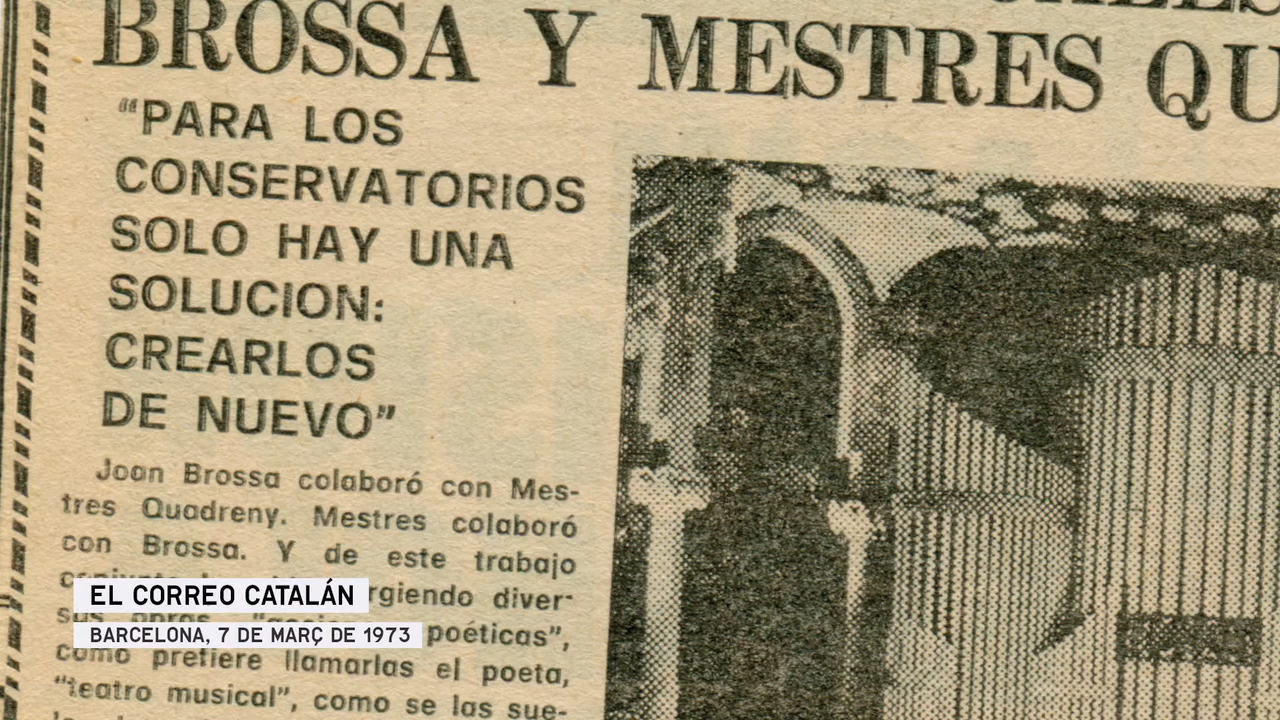 BROSSA Y MESTRES QU
“PARA LOS
CONSERVATORIOS
SOLO HAY UNA
SOLUCION:
CREARLOS
DE NUEVO”
Joan Brossa colaboró con Mes-
tres Quadreny. Mestres colaboró
con Brossa. Y de este trabajo
rgiendo diver-
sus obras, poéticas”,
como prefiere llamarlas el poeta,
“teatro musical”, como se las sue-
EL CORREO CATALÁN
BARCELONA, 7 DE MARÇ DE 1973